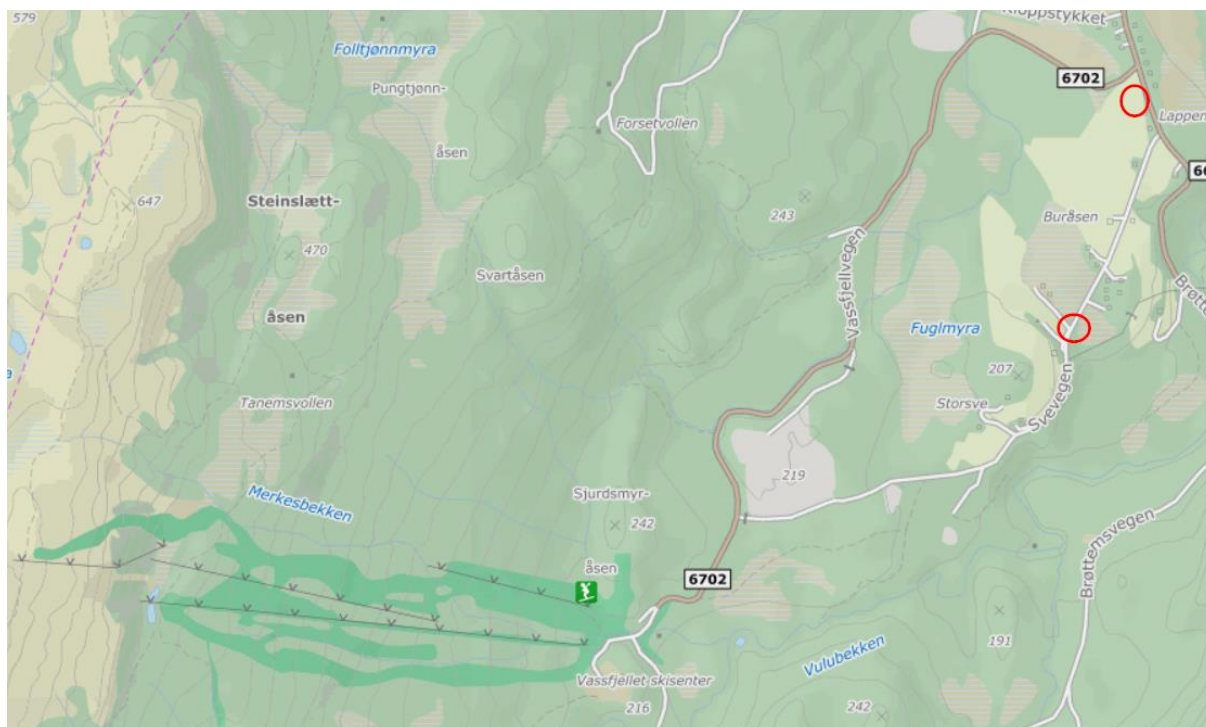 579
Kloppstykket
Folltjønnmyra
6702
Pungtjønn-
åsen
Forsetvollen
Lappen
647
Steinslætt-
åsen
470
243
Svartåsen
Buråsen
Vassfjellvegen
Fuglmyra
207
Storsve
Svevegen
Tanemsvollen
219
Merkesbekken
Sjurdsmyr-
åsen
242
6702
Brøttemsvegen
191
Vulubekken
Vassfjellet skisenter
216
242